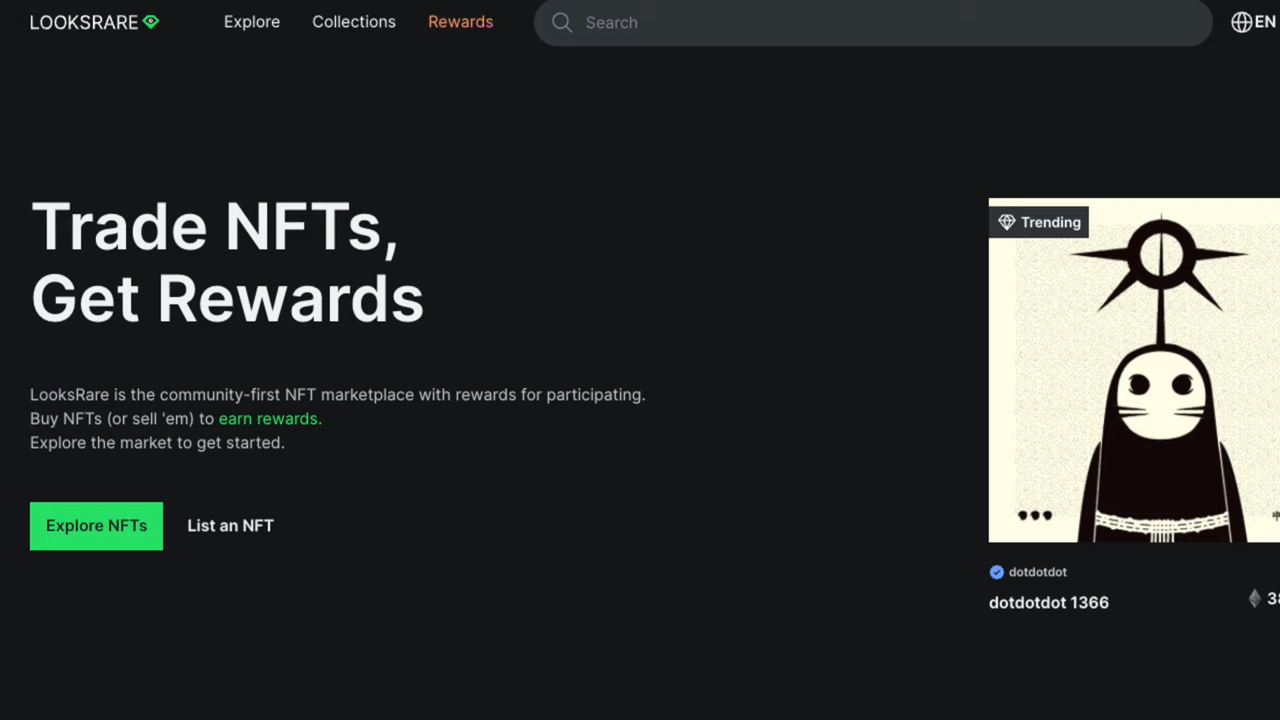 LOOKSRARE
Explore
Collections
Rewards
Search
EN
Trade NFTs,
Get Rewards
LooksRare is the community-first NFT marketplace with rewards for participating.
Buy NFTs (or sell 'em) to earn rewards.
Explore the market to get started.
Explore NFTs
List an NFT
Trending
dotdotdot
dotdotdot 1366